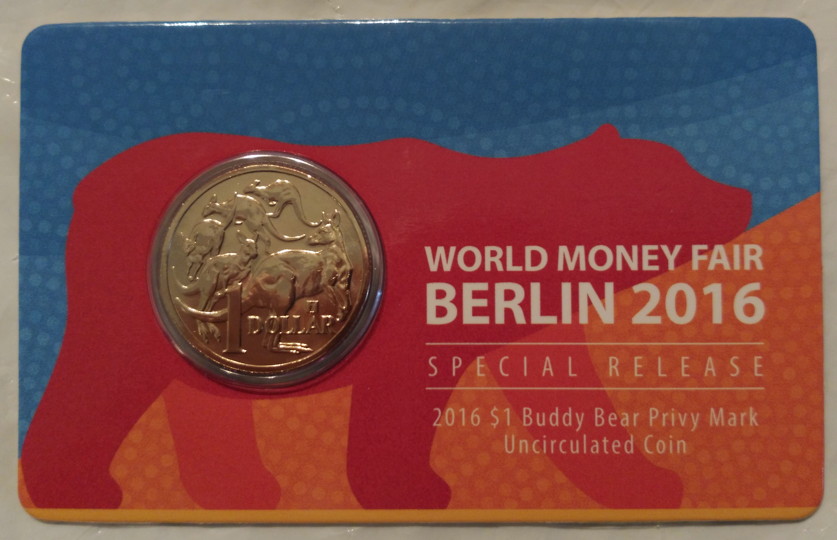 1 DOLLAR
WORLD MONEY FAIR
BERLIN 2016
SPECIAL RELEASE
2016 $1 Buddy Bear Privy Mark
Uncirculated Coin